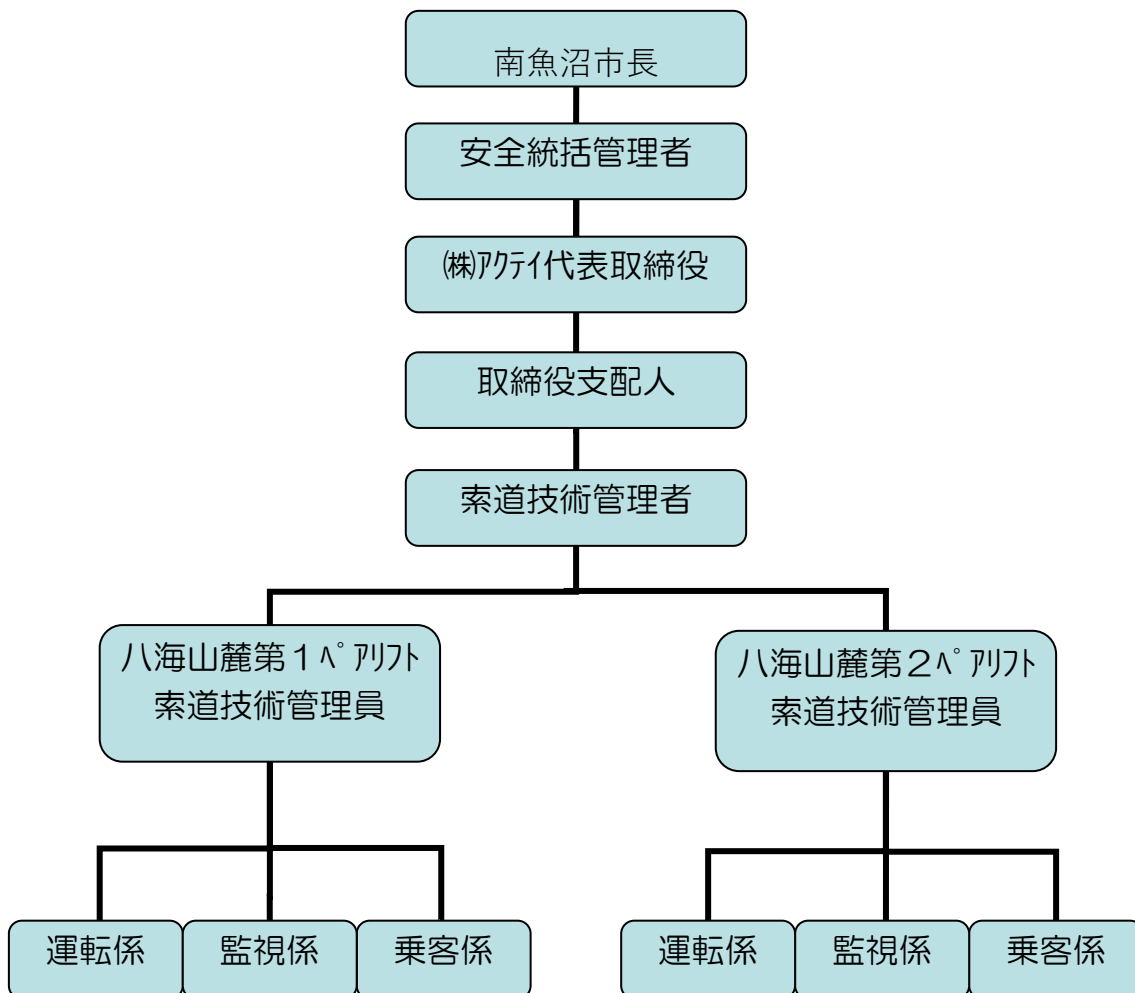 南魚沼市長
安全統括管理者
㈱ｱｸﾃｲ代表取締役
取締役支配人
索道技術管理者
八海山麓第１ﾍﾟｱﾘﾌﾄ
索道技術管理員
八海山麓第２ﾍﾟｱﾘﾌﾄ
索道技術管理員
運転係 監視係 乗客係 運転係 監視係 乗客係